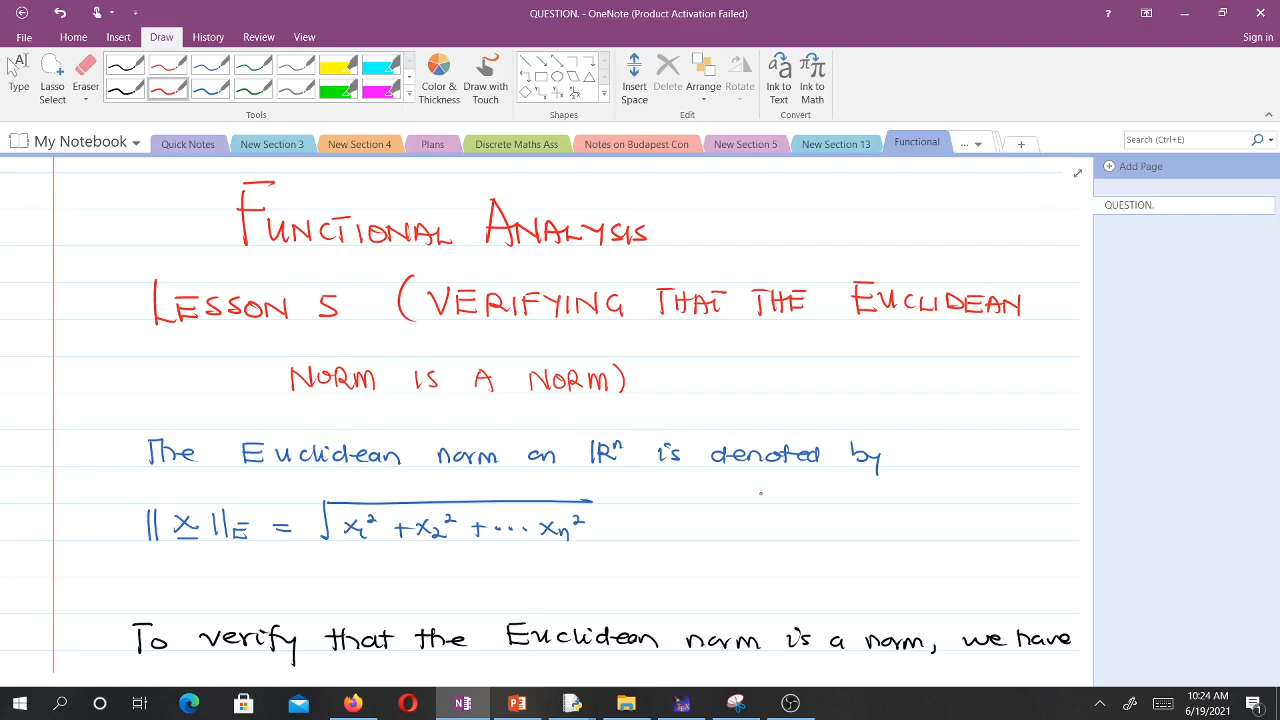 QUESTION. - OneNote (Product Activation Failed)
File Home Insert Draw History Review View Sign in
Type Lasso Select Eraser Color & Thickness Draw with Touch Insert Space Delete Arrange Rotate Ink to Text Ink to Math
Tools Shapes Edit Convert
My Notebook Quick Notes New Section 3 New Section 4 Plans Discrete Maths Ass Notes on Budapest Con New Section 5 New Section 13 Functional ... Search (Ctrl+E)
Add Page
QUESTION.
FUNCTIONAL ANALYSIS
LESSON 5 (VERIFYING THAT THE EUCLIDEAN
NORM IS A NORM)
The Euclidean norm on ℝⁿ is denoted by
‖x‖_E = √(x₁² + x₂² + ⋯ xₙ²)
To verify that the Euclidean norm is a norm, we have
10:24 AM
6/19/2021